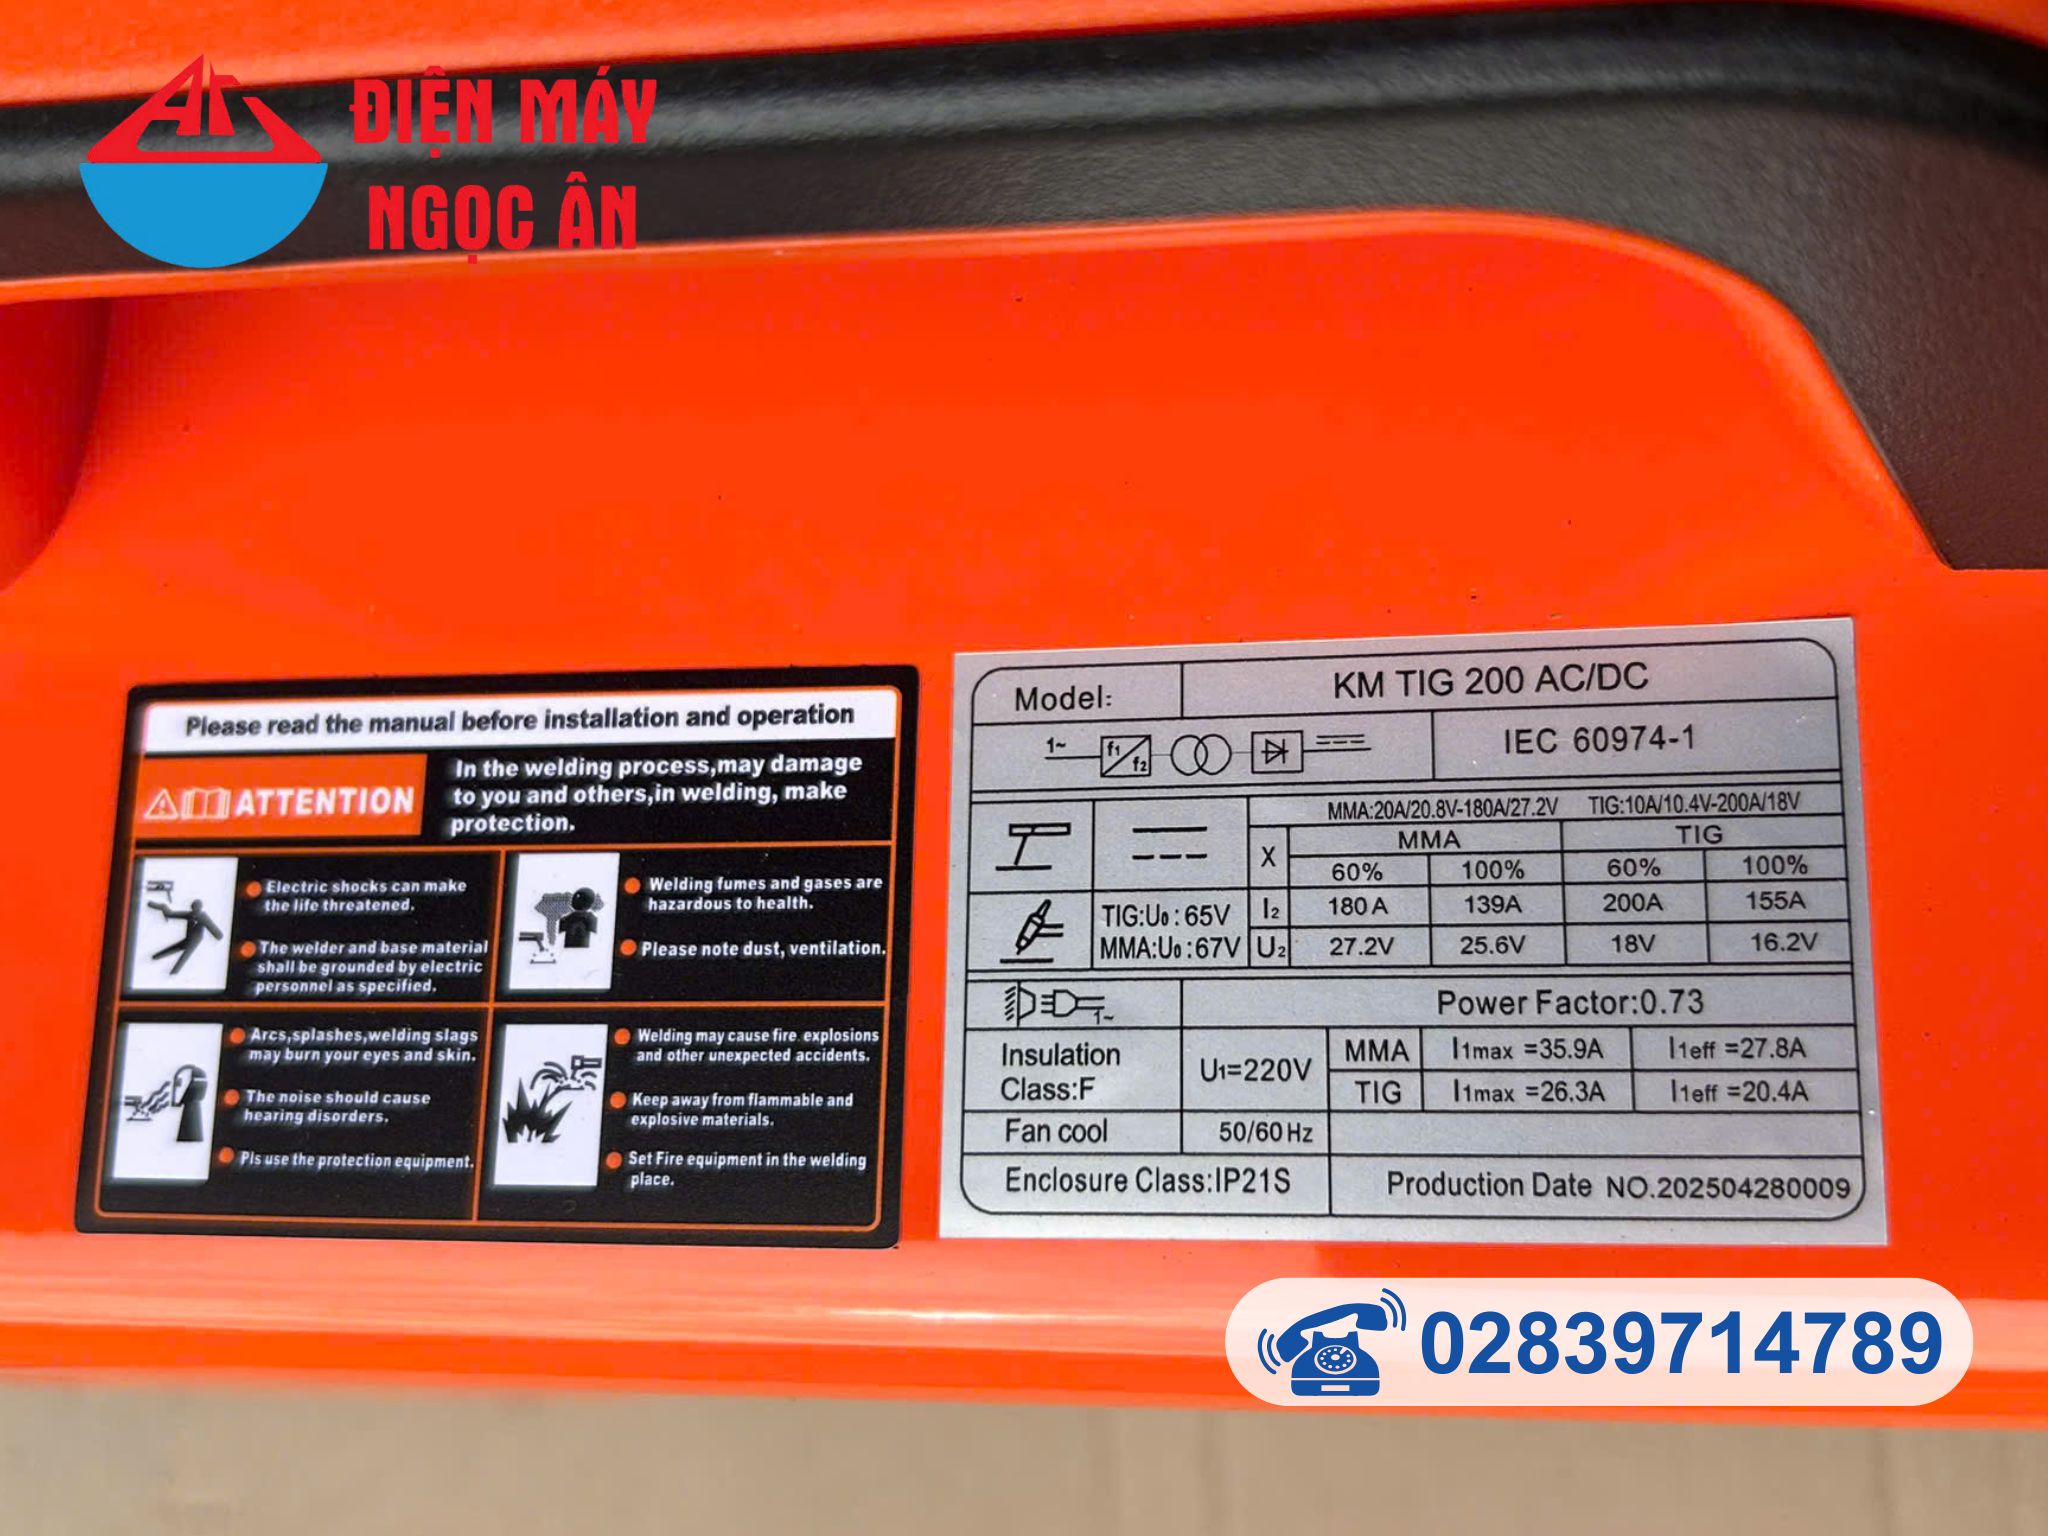 ĐIỆN MÁY
NGỌC ÂN
Please read the manual before installation and operation
ATTENTION
In the welding process,may damage
to you and others,in welding, make
protection.
Electric shocks can make
the life threatened.
The welder and base material
shall be grounded by electric
personnel as specified.
Welding fumes and gases are
hazardous to health.
Please note dust, ventilation.
Arcs,splashes,welding slags
may burn your eyes and skin.
The noise should cause
hearing disorders.
Pls use the protection equipment.
Welding may cause fire explosions
and other unexpected accidents.
Keep away from flammable and
explosive materials.
Set Fire equipment in the welding
place.
Model: KM TIG 200 AC/DC
1~ f1 f2 IEC 60974-1
MMA:20A/20.8V-180A/27.2V TIG:10A/10.4V-200A/18V
X MMA TIG
60% 100% 60% 100%
TIG:U0:65V I2 180A 139A 200A 155A
MMA:U0:67V U2 27.2V 25.6V 18V 16.2V
1~ Power Factor:0.73
Insulation
Class:F
U1=220V
MMA I1max =35.9A I1eff =27.8A
TIG I1max =26.3A I1eff =20.4A
Fan cool 50/60Hz
Enclosure Class:IP21S Production Date NO.202504280009
02839714789